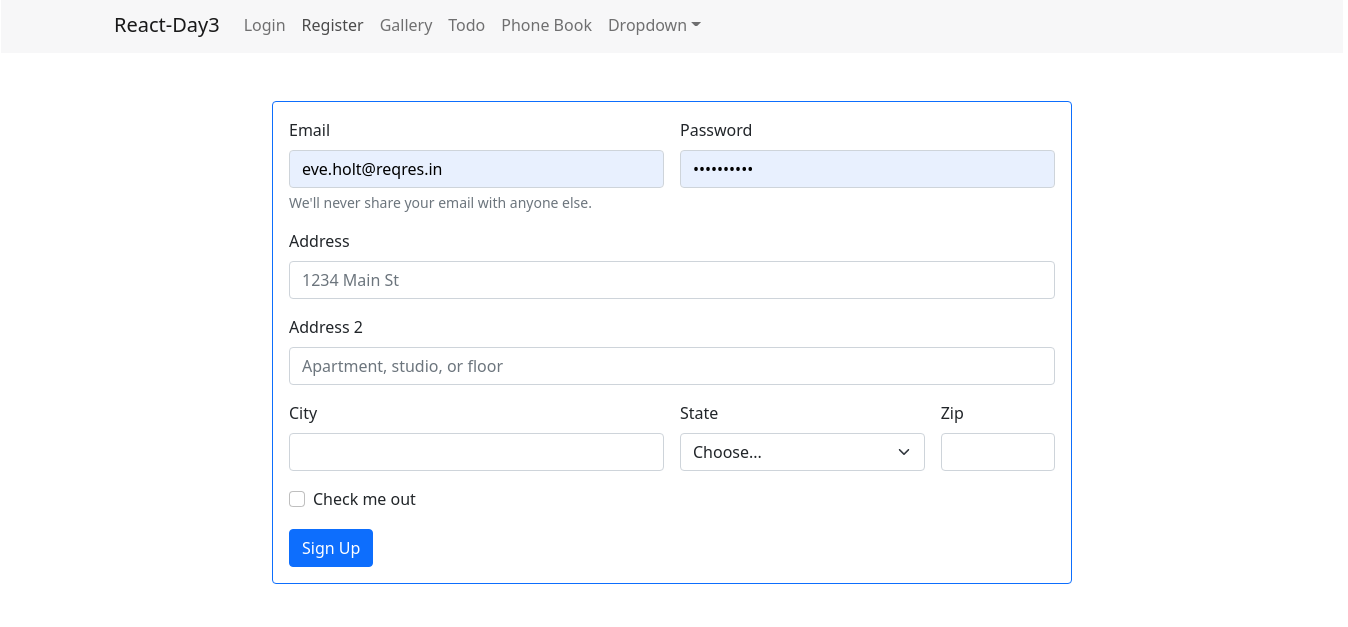 React-Day3 Login Register Gallery Todo Phone Book Dropdown
Email Password
eve.holt@reqres.in ••••••••••
We'll never share your email with anyone else.
Address
1234 Main St
Address 2
Apartment, studio, or floor
City State Zip
Choose...
Check me out
Sign Up